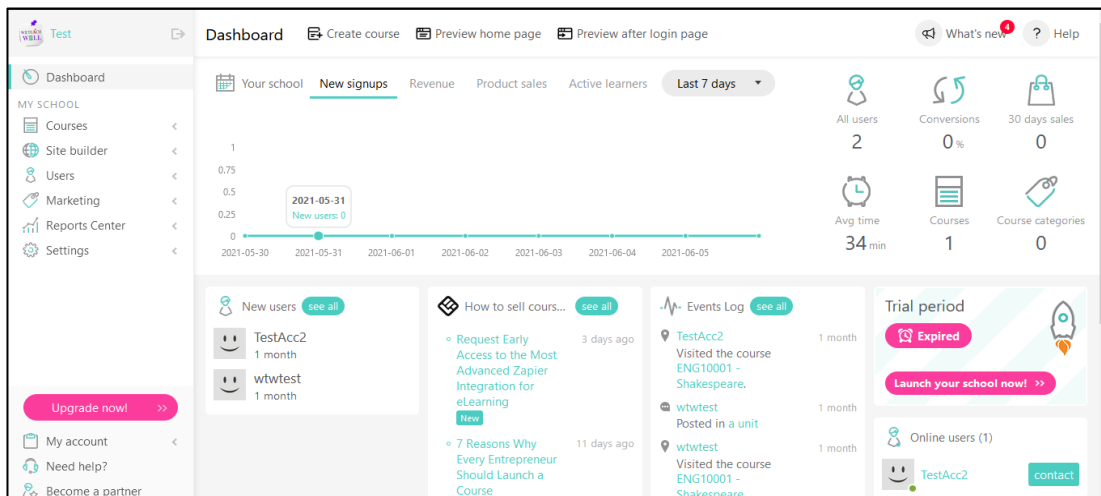 WRITER'S
WELL
Test
Dashboard
MY SCHOOL
Courses
Site builder
Users
Marketing
Reports Center
Settings
Upgrade now! >>
My account
Need help?
Become a partner
Dashboard Create course Preview home page Preview after login page
What's new 4 ? Help
Your school New signups Revenue Product sales Active learners Last 7 days
1
0.75
0.5
0.25
0
2021-05-31
New users: 0
2021-05-30 2021-05-31 2021-06-01 2021-06-02 2021-06-03 2021-06-04 2021-06-05
All users
2
Conversions
0 %
30 days sales
0
Avg time
34 min
Courses
1
Course categories
0
New users see all
TestAcc2
1 month
wtwtest
1 month
How to sell cours... see all
Request Early 3 days ago
Access to the Most
Advanced Zapier
Integration for
eLearning
New
7 Reasons Why 11 days ago
Every Entrepreneur
Should Launch a
Course
Events Log see all
TestAcc2 1 month
Visited the course
ENG10001 -
Shakespeare.
wtwtest 1 month
Posted in a unit
wtwtest 1 month
Visited the course
ENG10001 -
Shakespeare
Trial period
Expired
Launch your school now! >>
Online users (1)
TestAcc2 contact